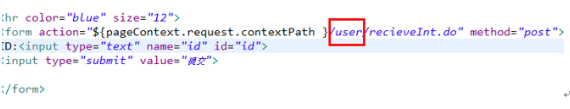 <hr color="blue" size="12">
<form action="${pageContext.request.contextPath }/user/recieveInt.do" method="post">
ID:<input type="text" name="id" id="id">
<input type="submit" value="提交">
</form>